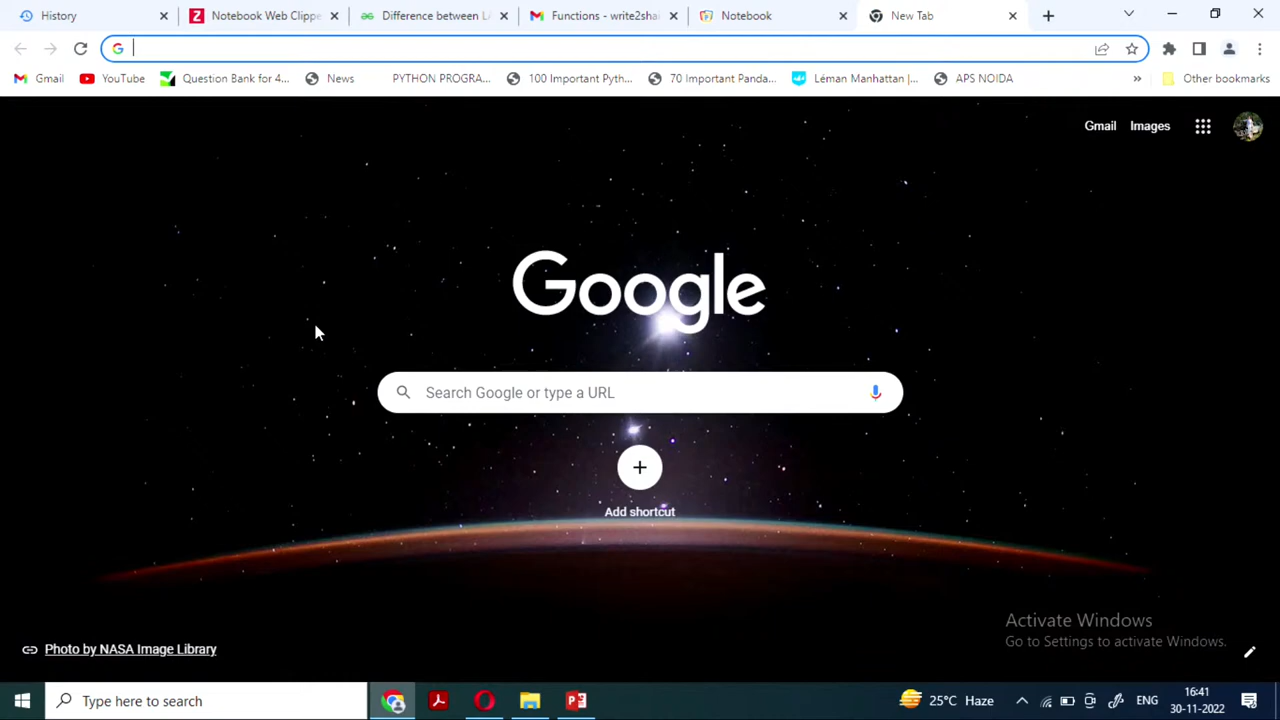 History
Notebook Web Clippe
Difference between LA
Functions - write2shai
Notebook
New Tab
Gmail
YouTube
Question Bank for 4...
News
PYTHON PROGRA...
100 Important Pyth...
70 Important Panda...
Léman Manhattan |...
APS NOIDA
»
Other bookmarks
Gmail
Images
Google
Search Google or type a URL
Add shortcut
Activate Windows
Go to Settings to activate Windows.
Photo by NASA Image Library
Type here to search
25°C Haze
ENG
16:41
30-11-2022